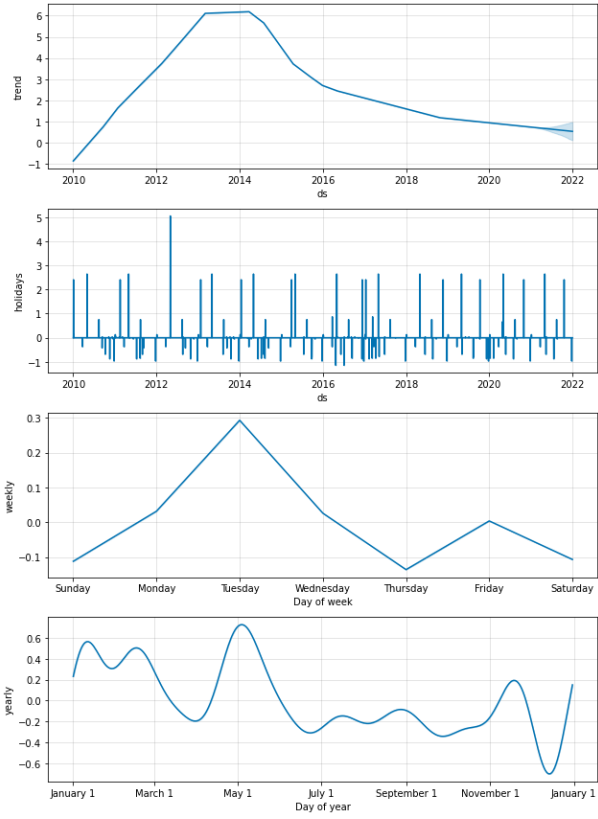 6
5
4
3
2
1
0
−1
trend
2010 2012 2014 2016 2018 2020 2022
ds
5
4
3
2
1
0
−1
holidays
2010 2012 2014 2016 2018 2020 2022
ds
0.3
0.2
0.1
0.0
−0.1
weekly
Sunday Monday Tuesday Wednesday Thursday Friday Saturday
Day of week
0.6
0.4
0.2
0.0
−0.2
−0.4
−0.6
yearly
January 1 March 1 May 1 July 1 September 1 November 1 January 1
Day of year